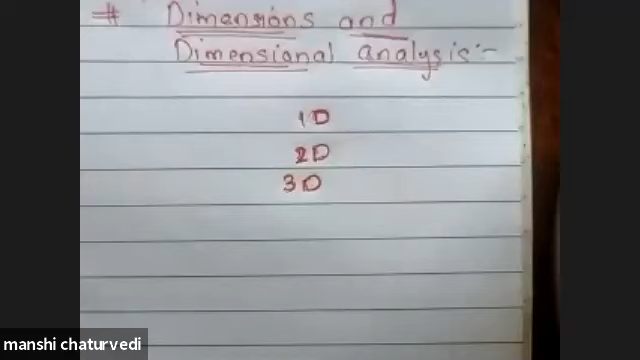 # Dimensions and
Dimensional analysis:-
1D
2D
3D
manshi chaturvedi